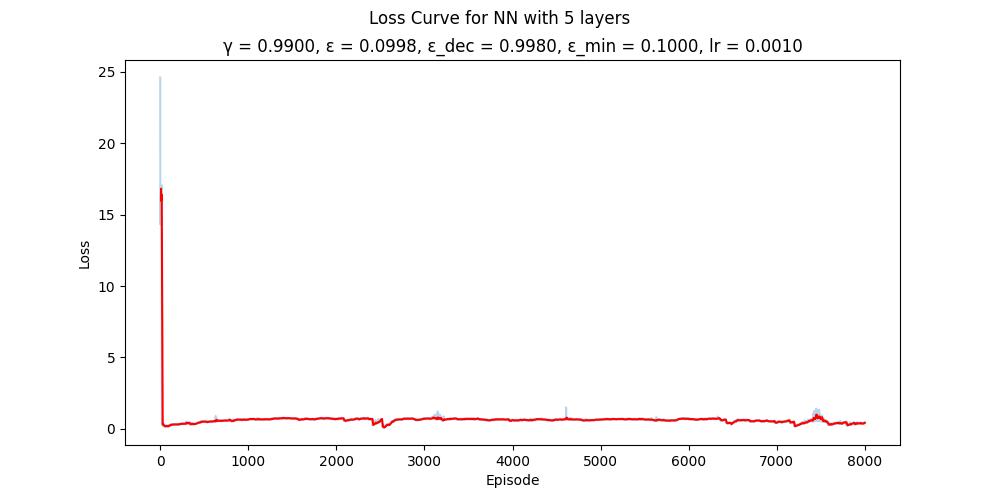 Loss Curve for NN with 5 layers
γ = 0.9900, ε = 0.0998, ε_dec = 0.9980, ε_min = 0.1000, lr = 0.0010
25
20
15
10
5
0
Loss
0 1000 2000 3000 4000 5000 6000 7000 8000
Episode